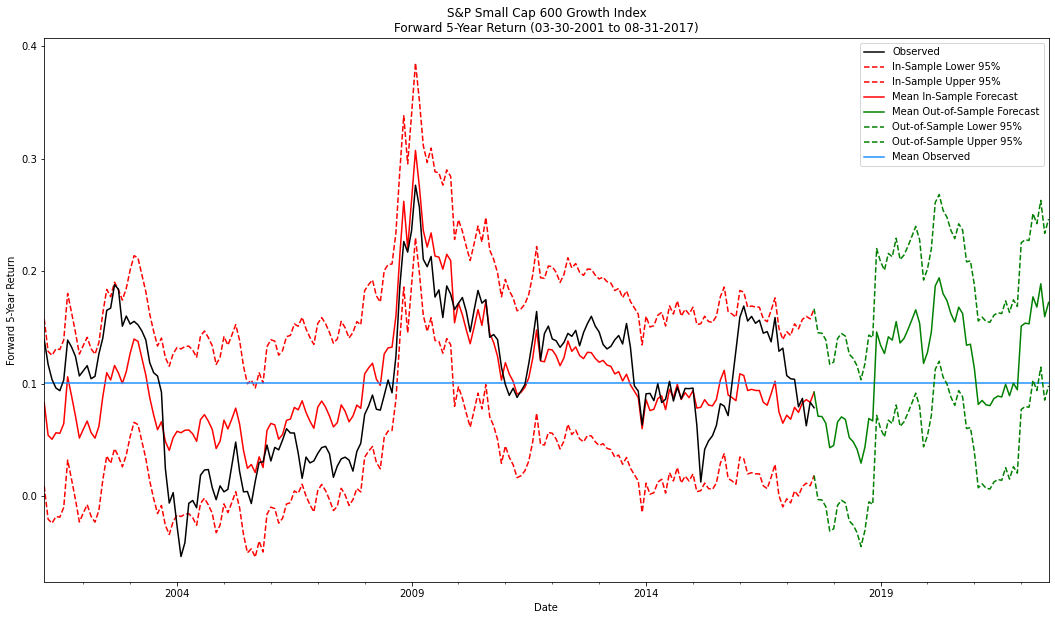 S&P Small Cap 600 Growth Index
Forward 5-Year Return (03-30-2001 to 08-31-2017)
0.4
0.3
0.2
0.1
0.0
Forward 5-Year Return
Observed
In-Sample Lower 95%
In-Sample Upper 95%
Mean In-Sample Forecast
Mean Out-of-Sample Forecast
Out-of-Sample Lower 95%
Out-of-Sample Upper 95%
Mean Observed
2004
2009
2014
2019
Date